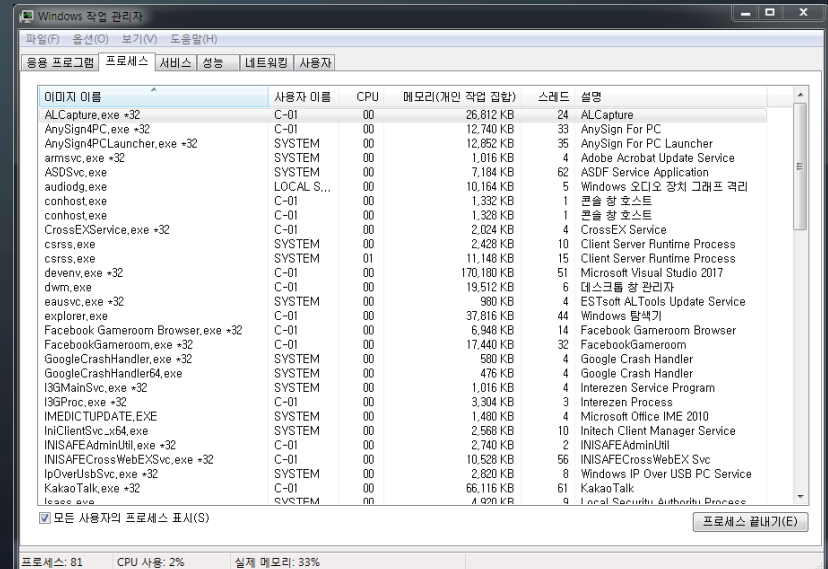 Windows 작업 관리자
파일(F) 옵션(O) 보기(V) 도움말(H)
응용 프로그램 프로세스 서비스 성능 네트워킹 사용자
이미지 이름 사용자 이름 CPU 메모리(개인 작업 집합) 스레드 설명
ALCapture,exe *32 C-01 00 26,812 KB 24 ALCapture
AnySign4PC,exe *32 C-01 00 12,740 KB 33 AnySign For PC
AnySign4PCLauncher,exe *32 SYSTEM 00 12,852 KB 35 AnySign For PC Launcher
armsvc,exe *32 SYSTEM 00 1,016 KB 4 Adobe Acrobat Update Service
ASDSvc,exe SYSTEM 00 7,184 KB 62 ASDF Service Application
audiodg,exe LOCAL S... 00 10,164 KB 5 Windows 오디오 장치 그래프 격리
conhost,exe C-01 00 1,332 KB 1 콘솔 창 호스트
conhost,exe C-01 00 1,328 KB 1 콘솔 창 호스트
CrossEXService,exe *32 C-01 00 2,024 KB 4 CrossEX Service
csrss,exe SYSTEM 00 2,428 KB 10 Client Server Runtime Process
csrss,exe SYSTEM 01 11,148 KB 15 Client Server Runtime Process
devenv,exe *32 C-01 00 170,180 KB 51 Microsoft Visual Studio 2017
dwm,exe C-01 00 19,512 KB 6 데스크톱 창 관리자
eausvc,exe *32 SYSTEM 00 980 KB 4 ESTsoft ALTools Update Service
explorer,exe C-01 00 37,816 KB 44 Windows 탐색기
Facebook Gameroom Browser,exe *32 C-01 00 6,948 KB 14 Facebook Gameroom Browser
FacebookGameroom,exe *32 C-01 00 17,440 KB 32 FacebookGameroom
GoogleCrashHandler,exe *32 SYSTEM 00 580 KB 4 Google Crash Handler
GoogleCrashHandler64,exe SYSTEM 00 476 KB 4 Google Crash Handler
I3GMainSvc,exe *32 SYSTEM 00 1,016 KB 4 Interezen Service Program
I3GProc,exe *32 C-01 00 3,304 KB 3 Interezen Process
IMEDICTUPDATE,EXE SYSTEM 00 1,480 KB 4 Microsoft Office IME 2010
IniClientSvc_x64,exe SYSTEM 00 2,568 KB 10 Initech Client Manager Service
INISAFEAdminUtil,exe *32 C-01 00 2,740 KB 2 INISAFEAdminUtil
INISAFECrossWebEXSvc,exe *32 C-01 00 10,528 KB 56 INISAFECrossWebEX Svc
IpOverUsbSvc,exe *32 SYSTEM 00 2,820 KB 8 Windows IP Over USB PC Service
KakaoTalk,exe *32 C-01 00 66,116 KB 61 KakaoTalk
lsass,exe SYSTEM 00 4,920 KB 9 Local Security Authority Process
모든 사용자의 프로세스 표시(S)
프로세스 끝내기(E)
프로세스: 81 CPU 사용: 2% 실제 메모리: 33%